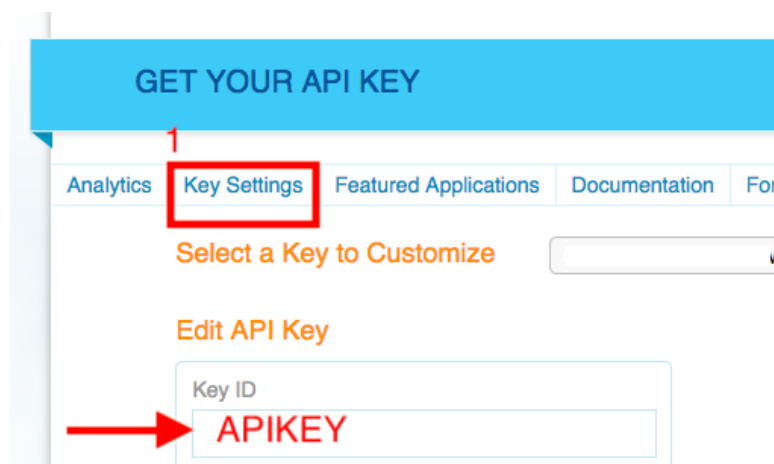 GET YOUR API KEY
1
Analytics Key Settings Featured Applications Documentation
Select a Key to Customize
Edit API Key
Key ID
APIKEY